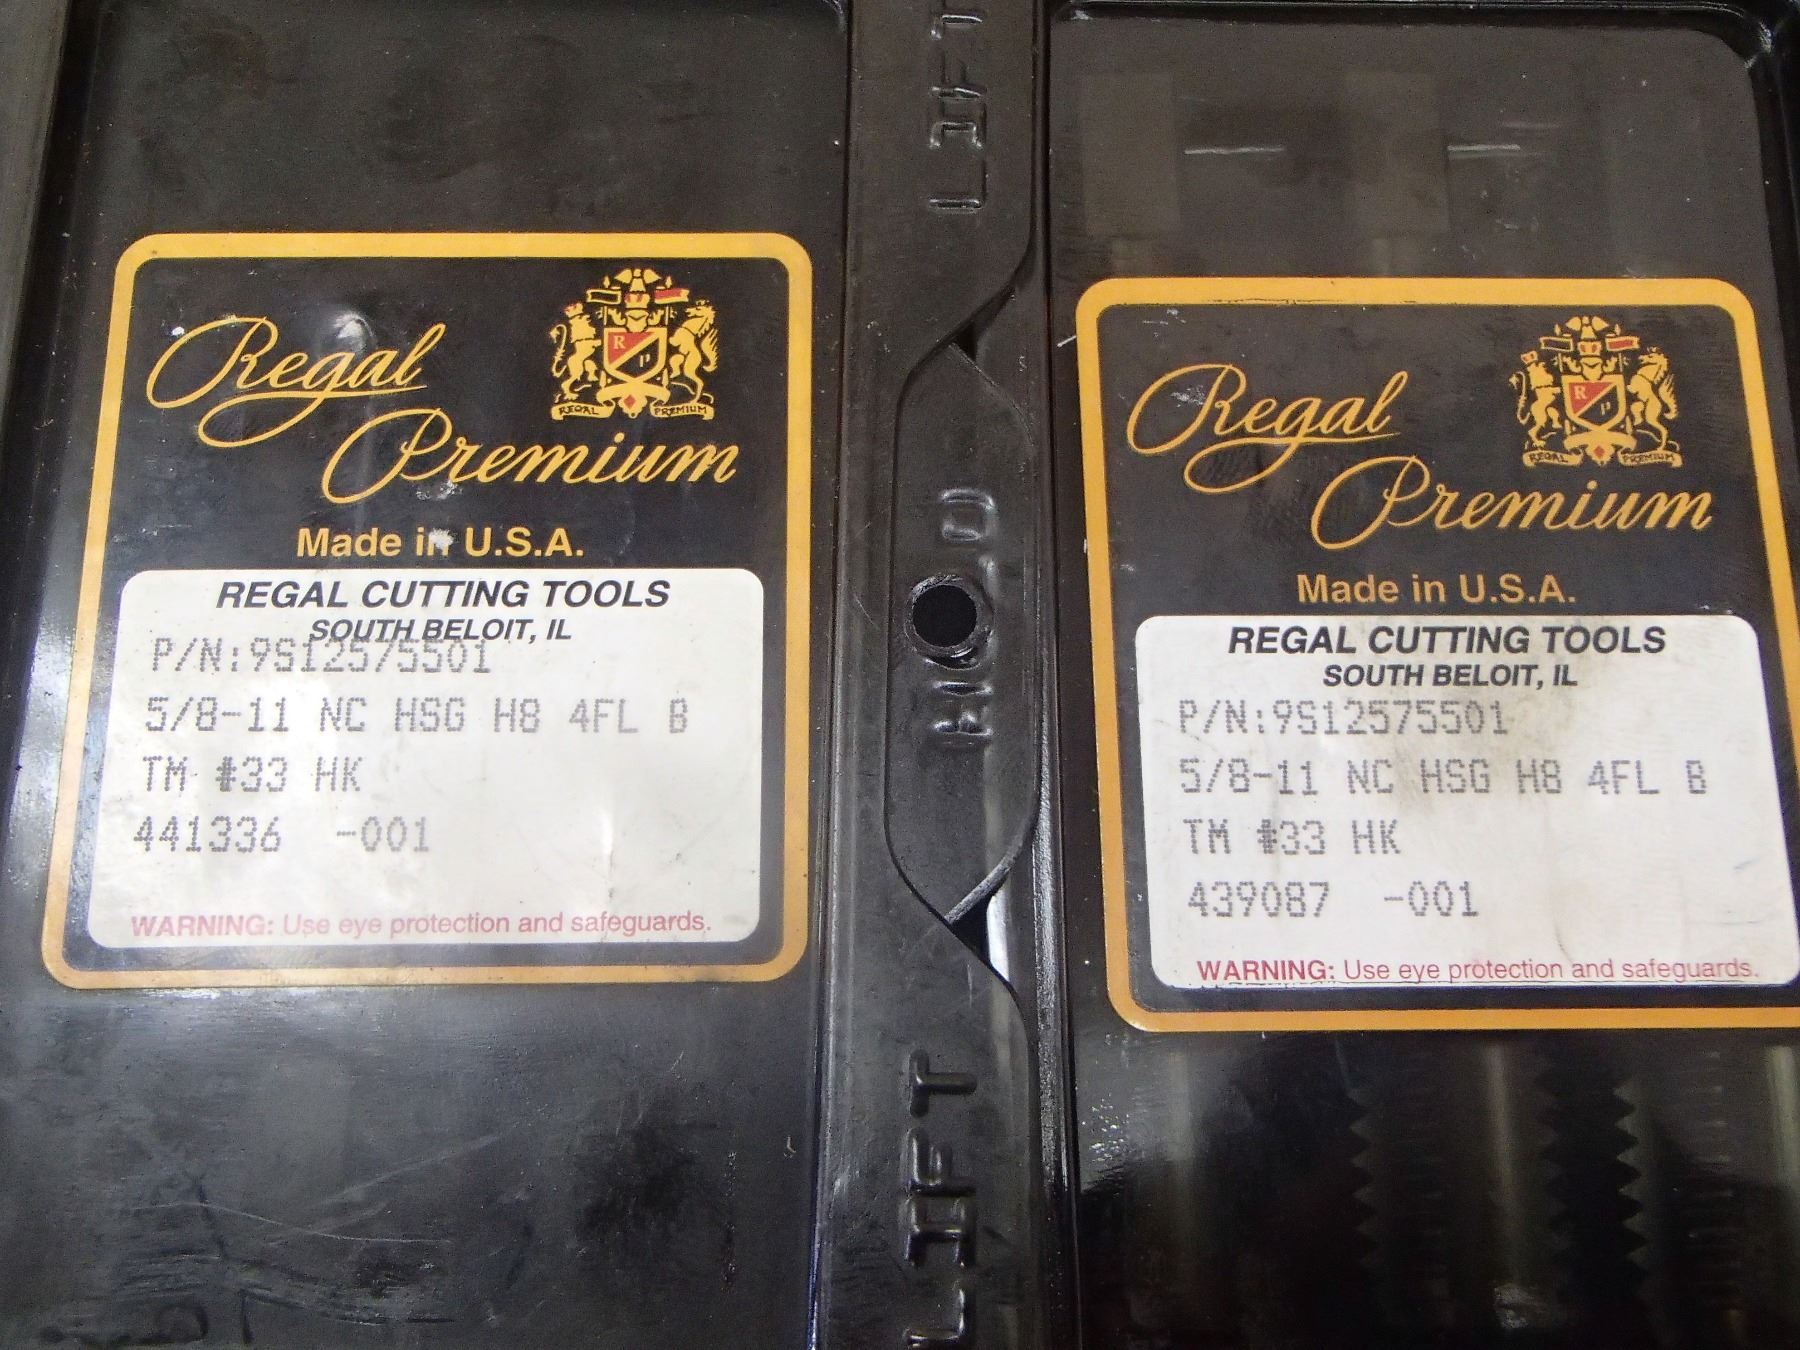 Regal
Premium
R
P
REGAL PREMIUM
Made in U.S.A.
REGAL CUTTING TOOLS
SOUTH BELOIT, IL
P/N:9S12575501
5/8-11 NC HSG H8 4FL B
TM #33 HK
441336 -001
WARNING: Use eye protection and safeguards.
LIFT
HOLD
LIFT
Regal
Premium
R
P
REGAL PREMIUM
Made in U.S.A.
REGAL CUTTING TOOLS
SOUTH BELOIT, IL
P/N:9S12575501
5/8-11 NC HSG H8 4FL B
TM #33 HK
439087 -001
WARNING: Use eye protection and safeguards.